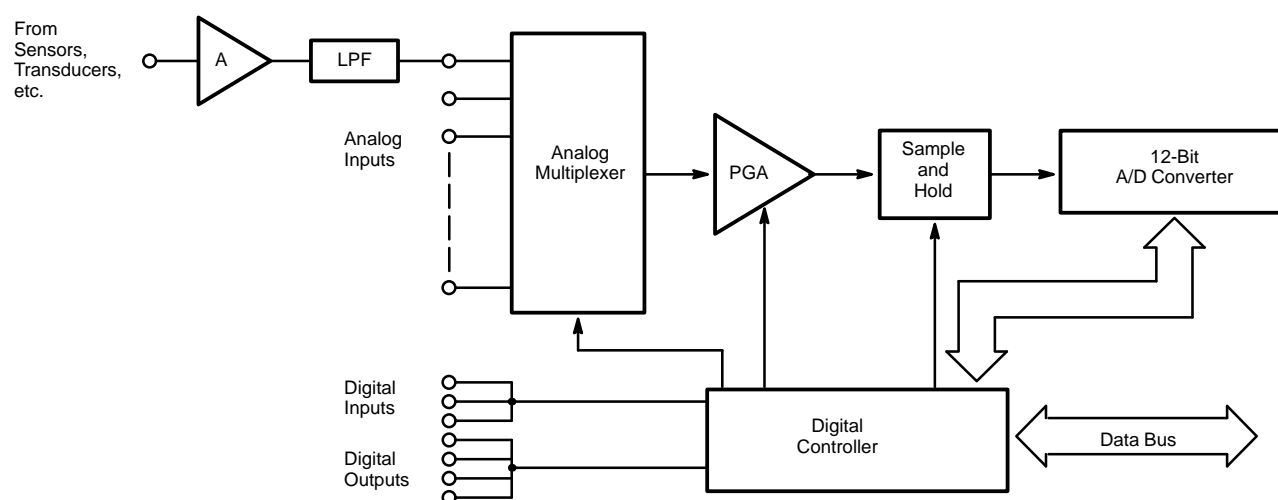 From
Sensors,
Transducers,
etc.
A
LPF
Analog
Inputs
Analog
Multiplexer
PGA
Sample
and
Hold
12-Bit
A/D Converter
Digital
Inputs
Digital
Outputs
Digital
Controller
Data Bus